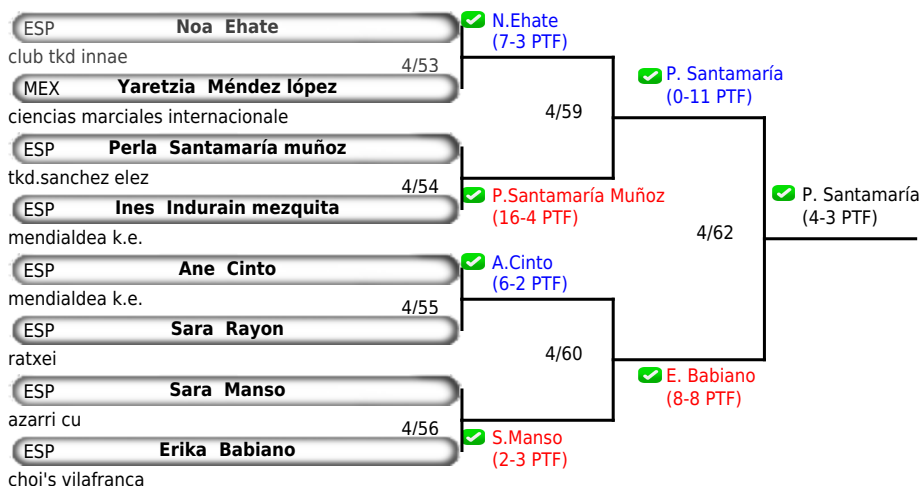 ESP Noa Ehate
club tkd innae
4/53
MEX Yaretzia Méndez lópez
ciencias marciales internacionale
ESP Perla Santamaría muñoz
tkd.sanchez elez
4/54
ESP Ines Indurain mezquita
mendialdea k.e.
ESP Ane Cinto
mendialdea k.e.
4/55
ESP Sara Rayon
ratxei
ESP Sara Manso
azarri cu
4/56
ESP Erika Babiano
choi's vilafranca
N.Ehate
(7-3 PTF)
4/59
P.Santamaría Muñoz
(16-4 PTF)
A.Cinto
(6-2 PTF)
4/60
S.Manso
(2-3 PTF)
P. Santamaría
(0-11 PTF)
4/62
E. Babiano
(8-8 PTF)
P. Santamaría
(4-3 PTF)